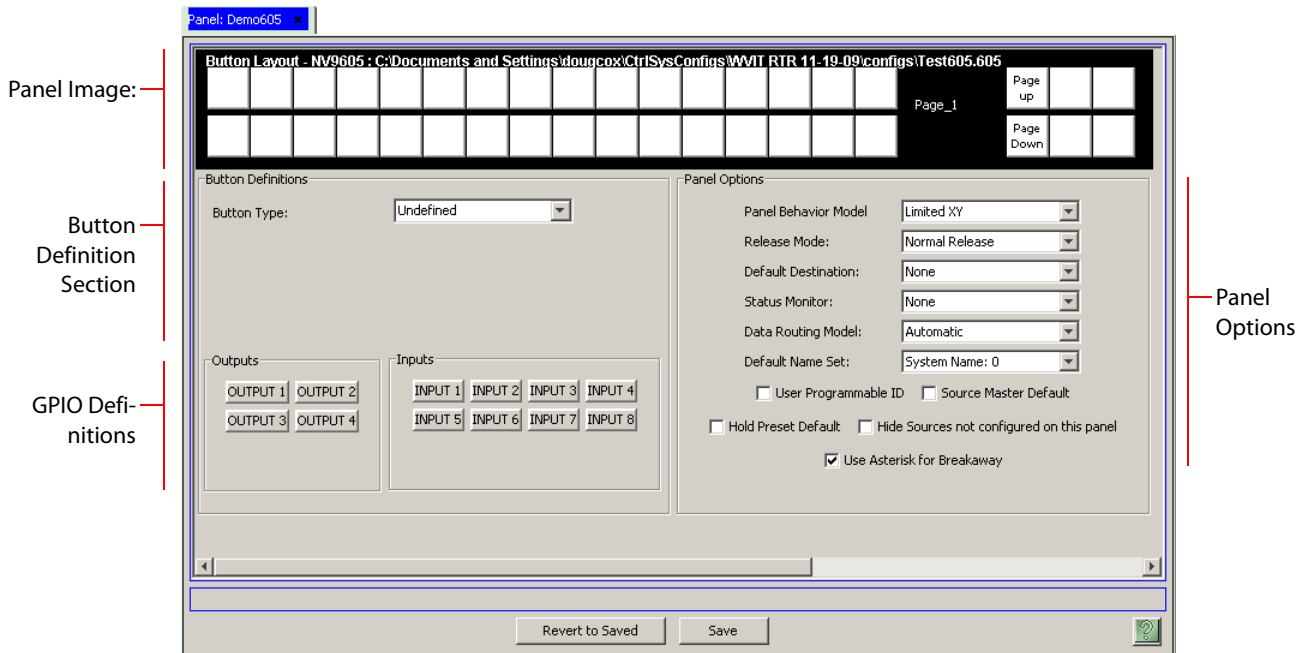 Panel: Demo605 ×
Button Layout - NV9605 : C:\Documents and Settings\dougcox\CtrlSysConfigs\WVIT RTR 11-19-09\configs\Test605.605
Panel Image:
Page_1
Page up
Page Down
Button Definitions
Button Type:
Undefined
Button
Definition
Section
Outputs
OUTPUT 1 OUTPUT 2
OUTPUT 3 OUTPUT 4
Inputs
INPUT 1 INPUT 2 INPUT 3 INPUT 4
INPUT 5 INPUT 6 INPUT 7 INPUT 8
GPIO Defi-
nitions
Panel Options
Panel Behavior Model Limited XY
Release Mode: Normal Release
Default Destination: None
Status Monitor: None
Data Routing Model: Automatic
Default Name Set: System Name: 0
User Programmable ID Source Master Default
Hold Preset Default Hide Sources not configured on this panel
Use Asterisk for Breakaway
Panel
Options
Revert to Saved Save ?